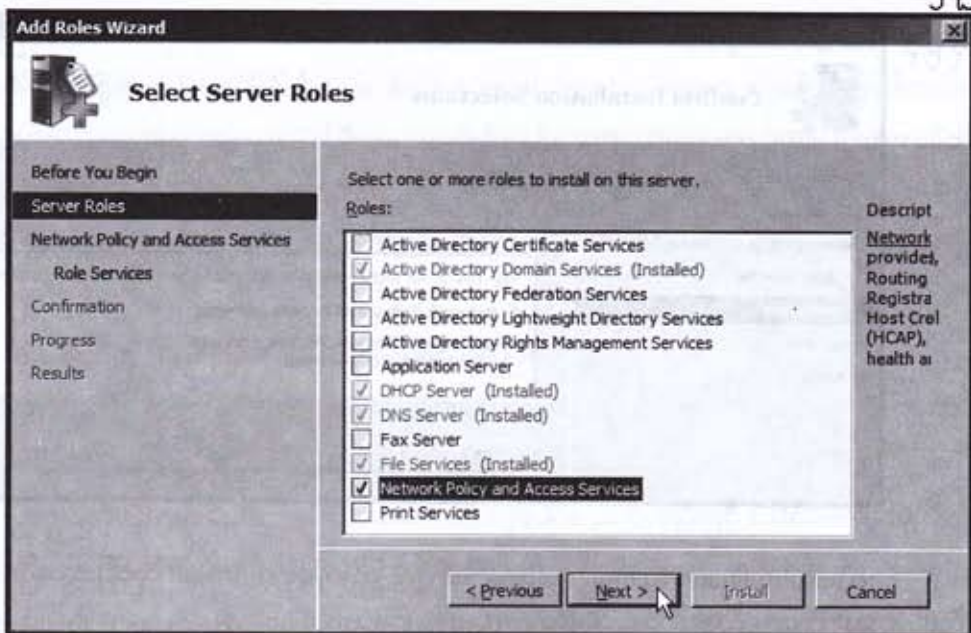 Add Roles Wizard
Select Server Roles
Before You Begin
Server Roles
Network Policy and Access Services
Role Services
Confirmation
Progress
Results
Select one or more roles to install on this server.
Roles:
Active Directory Certificate Services
Active Directory Domain Services (Installed)
Active Directory Federation Services
Active Directory Lightweight Directory Services
Active Directory Rights Management Services
Application Server
DHCP Server (Installed)
DNS Server (Installed)
Fax Server
File Services (Installed)
Network Policy and Access Services
Print Services
Descript
Network
provides,
Routing
Registra
Host Cre
(HCAP),
health a
< Previous
Next >
Install
Cancel